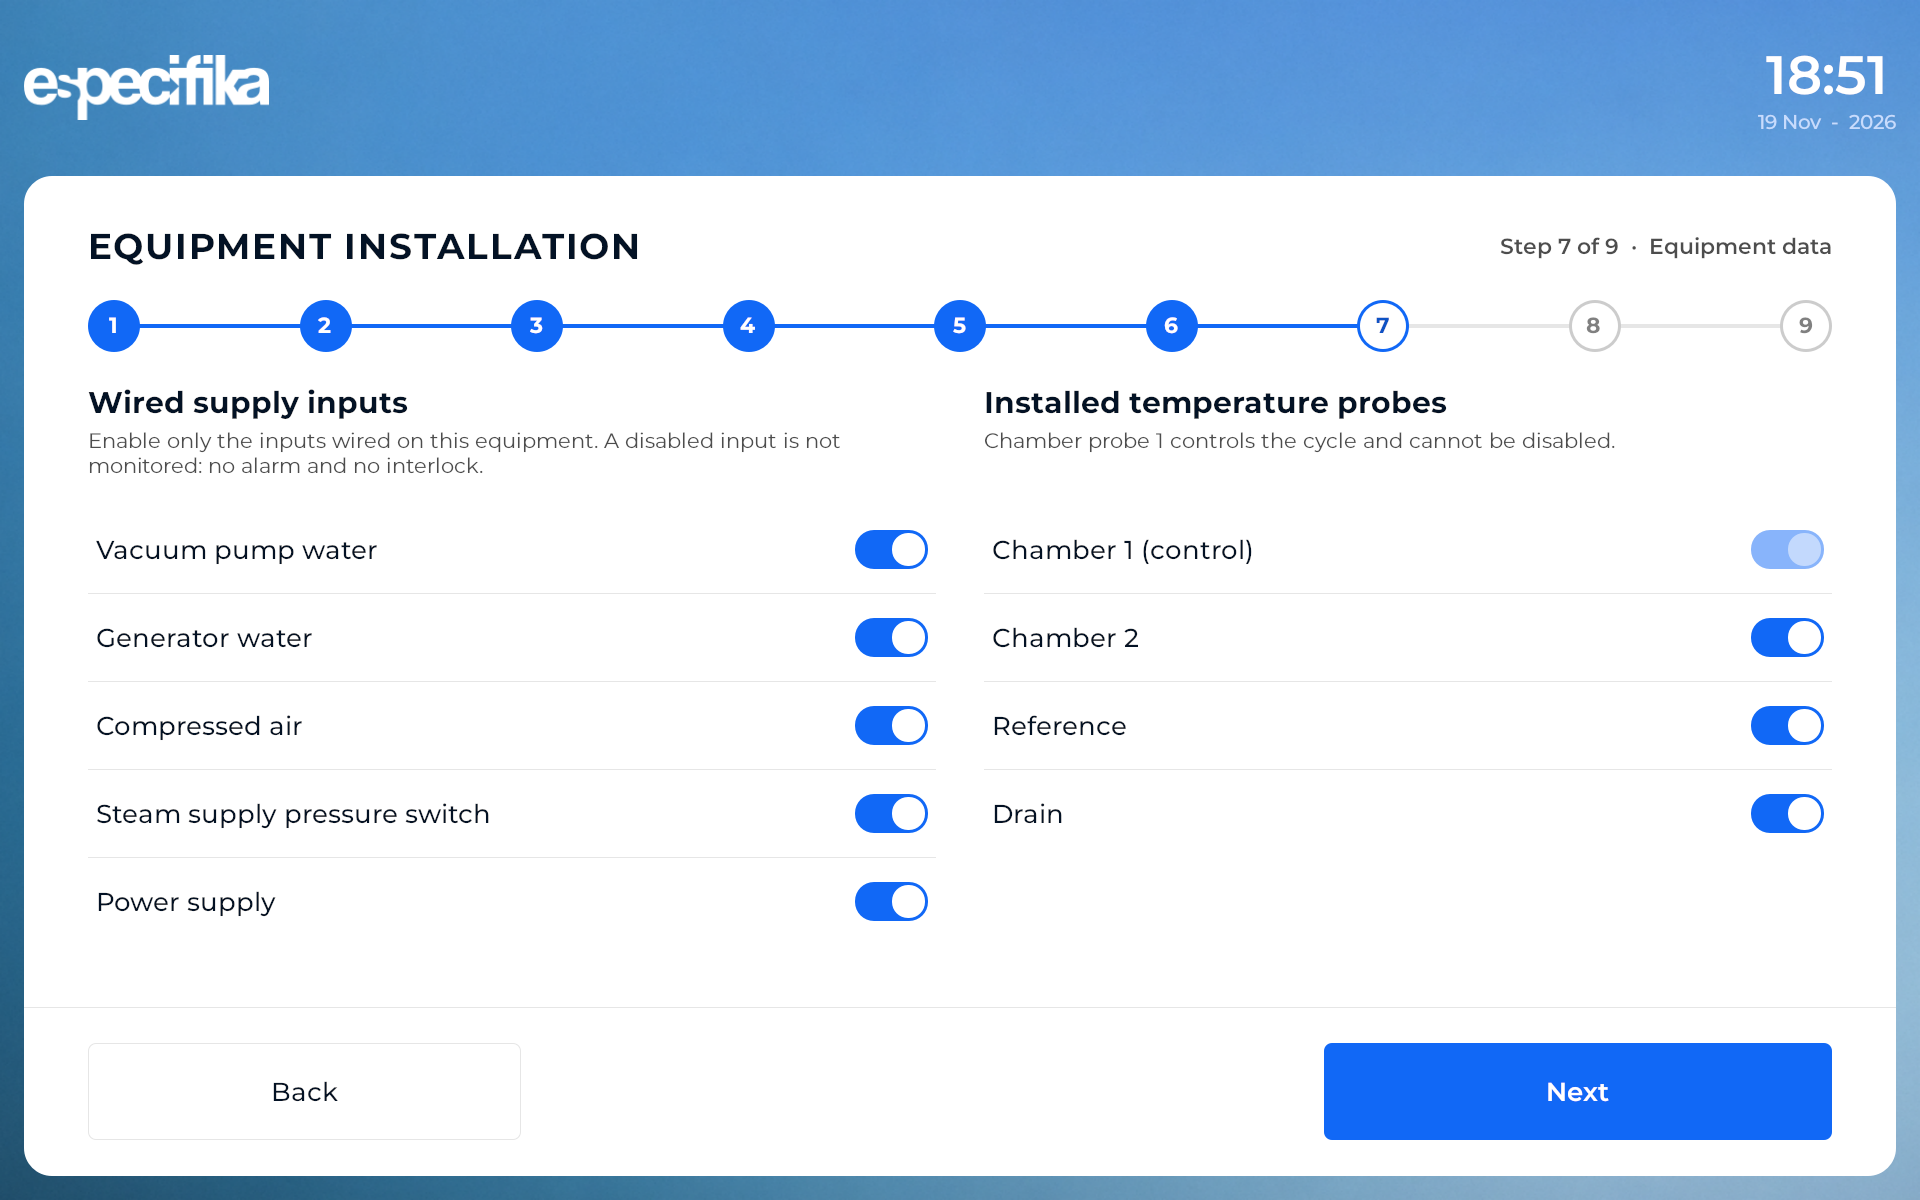 especifika
18:51
19 Nov - 2026
EQUIPMENT INSTALLATION
Step 7 of 9 · Equipment data
1 2 3 4 5 6 7 8 9
Wired supply inputs
Enable only the inputs wired on this equipment. A disabled input is not
monitored: no alarm and no interlock.
Vacuum pump water
Generator water
Compressed air
Steam supply pressure switch
Power supply
Installed temperature probes
Chamber probe 1 controls the cycle and cannot be disabled.
Chamber 1 (control)
Chamber 2
Reference
Drain
Back
Next